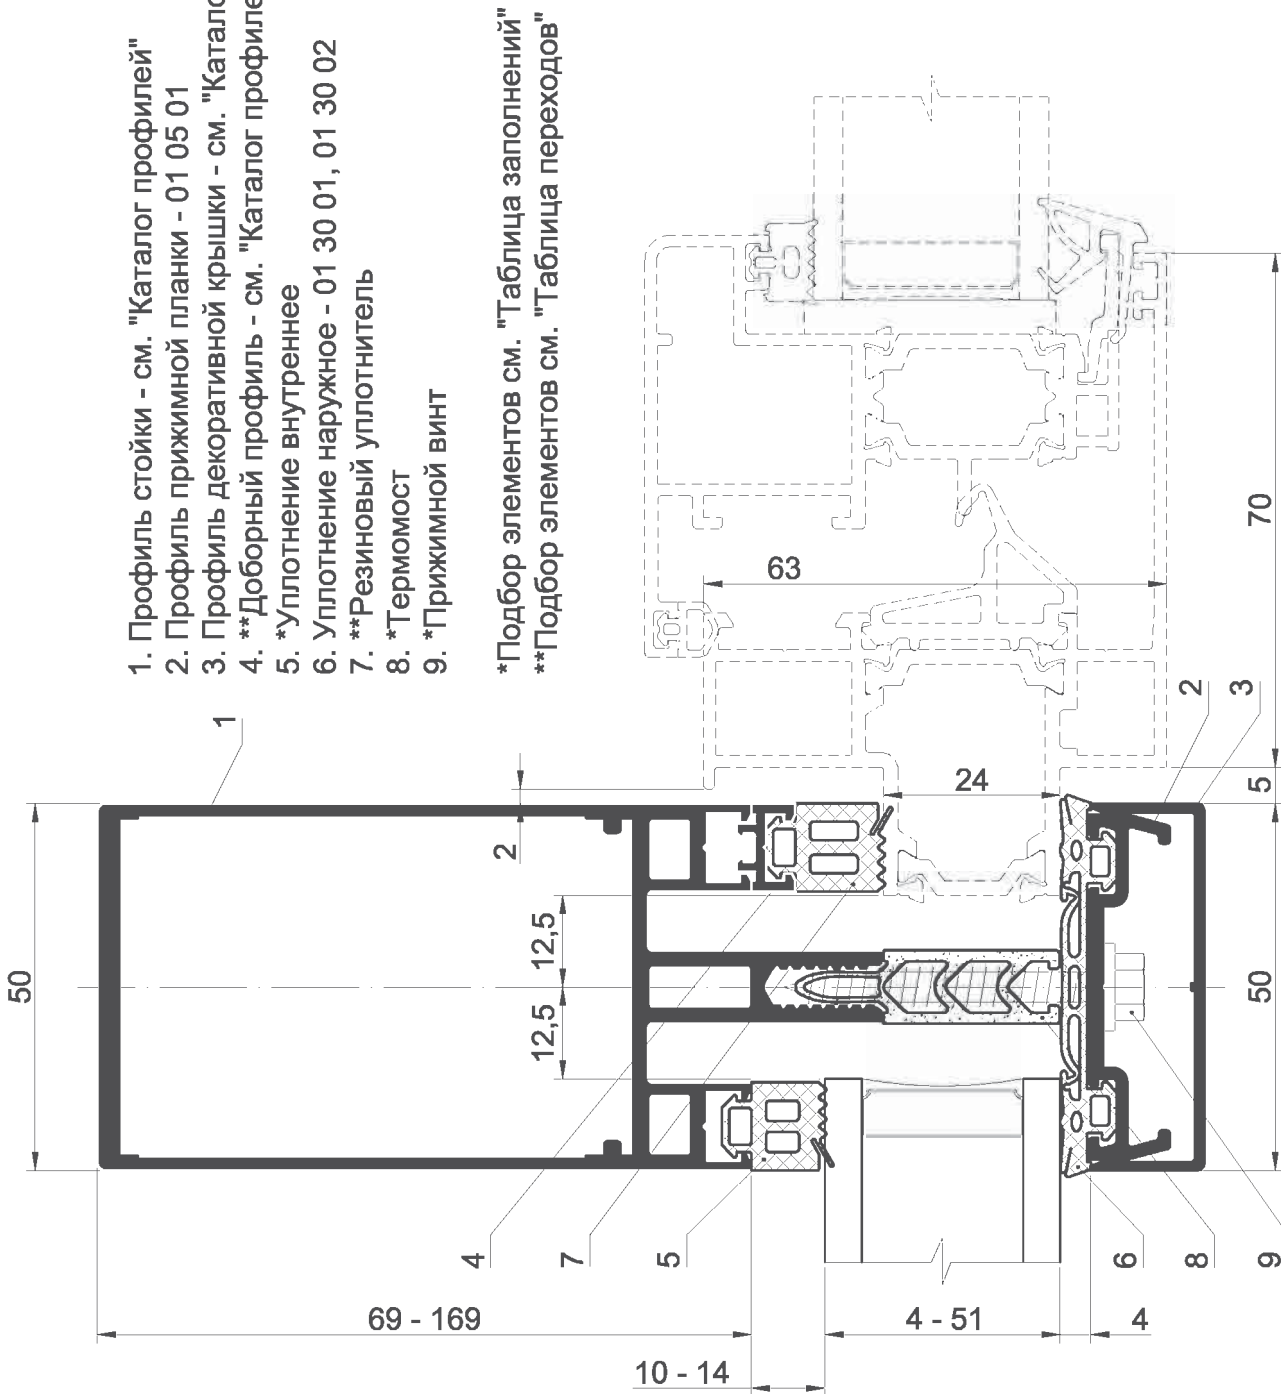 1. Профиль стойки - см. "Каталог профилей"
2. Профиль прижимной планки - 01 05 01
3. Профиль декоративной крышки - см.
4. **Доборный профиль - см. "Каталог
5. *Уплотнение внутреннее
6. Уплотнение наружное - 01 30 01, 01 30 02
7. **Резиновый уплотнитель
8. *Термомост
9. *Прижимной винт
*Подбор элементов см. "Таблица заполнений"
**Подбор элементов см. "Таблица переходов"
1
50
2
12,5
12,5
24
63
70
5
50
2
3
4
7
5
6
8
9
69 - 169
10 - 14
4 - 51
4